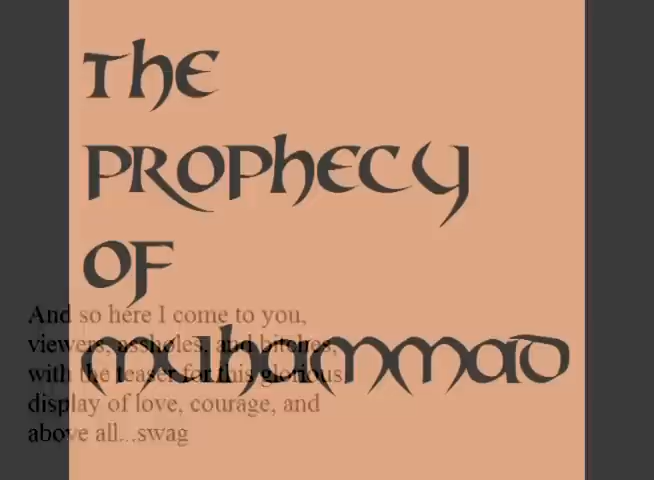 THE
PROPHECY
OF
MUHAMMAD
And so here I come to you,
viewers, assholes, and bitches,
with the teaser for this glorious
display of love, courage, and
above all...swag